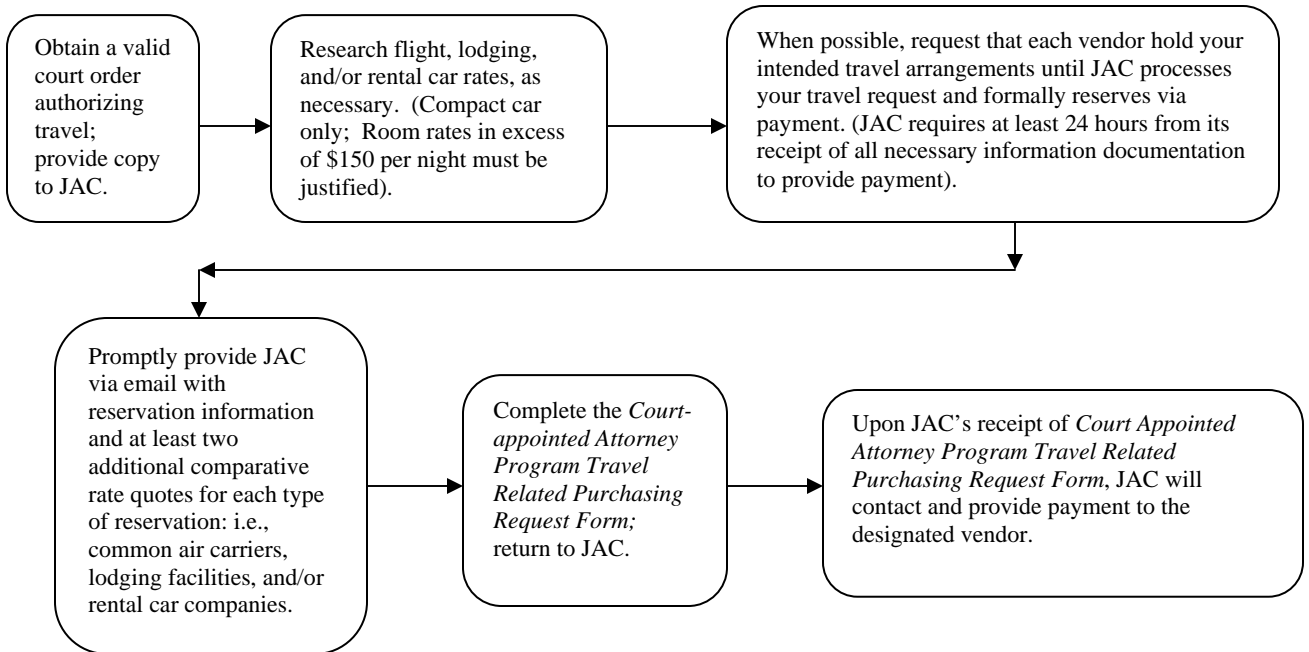 Obtain a valid
court order
authorizing
travel;
provide copy
to JAC.
Research flight, lodging,
and/or rental car rates, as
necessary.  (Compact car
only;  Room rates in excess
of $150 per night must be
justified).
When possible, request that each vendor hold your
intended travel arrangements until JAC processes
your travel request and formally reserves via
payment. (JAC requires at least 24 hours from its
receipt of all necessary information documentation
to provide payment).
Promptly provide JAC
via email with
reservation information
and at least two
additional comparative
rate quotes for each type
of reservation: i.e.,
common air carriers,
lodging facilities, and/or
rental car companies.
Complete the Court-
appointed Attorney
Program Travel
Related Purchasing
Request Form;
return to JAC.
Upon JAC’s receipt of Court Appointed
Attorney Program Travel Related
Purchasing Request Form, JAC will
contact and provide payment to the
designated vendor.